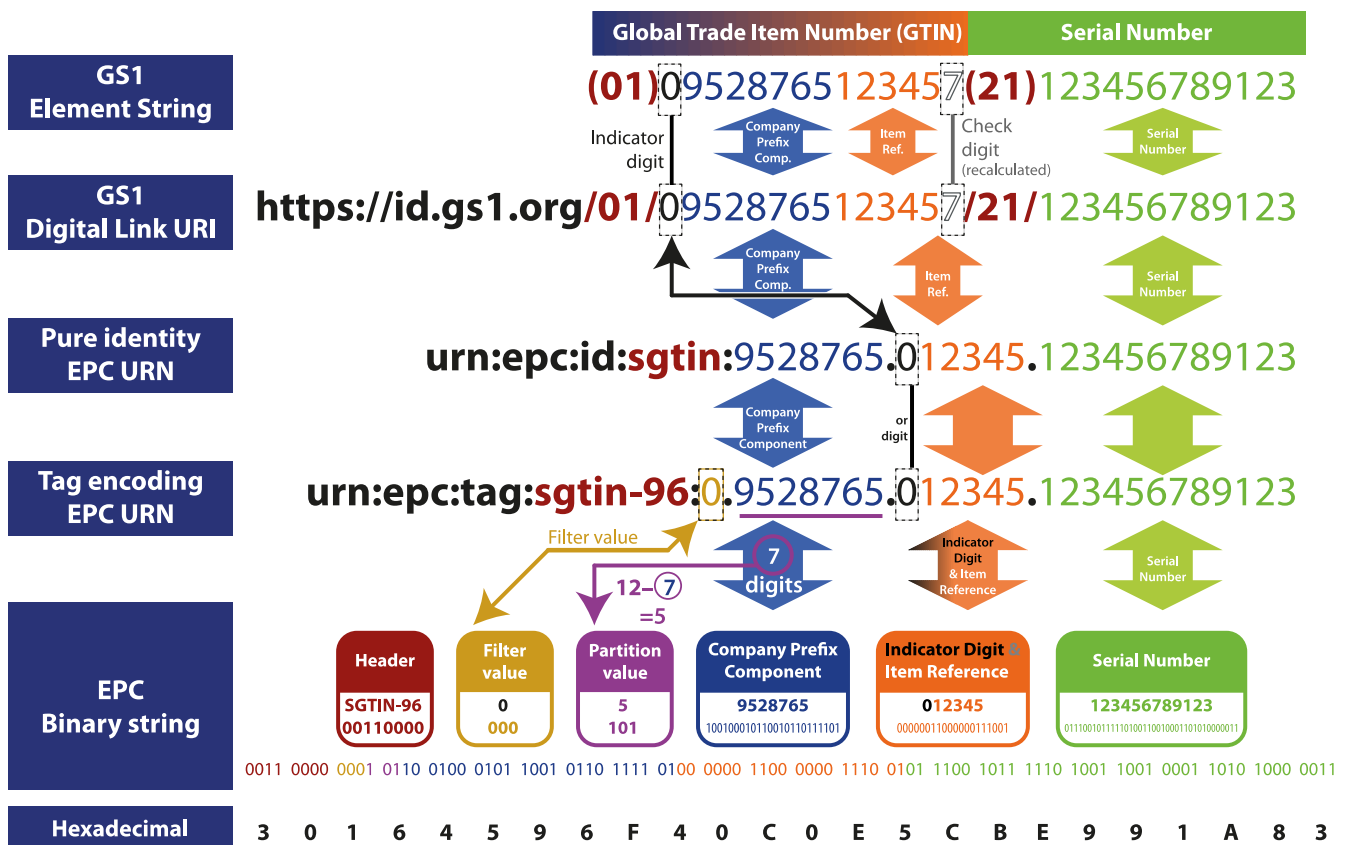 Global Trade Item Number (GTIN) Serial Number
GS1
Element String
(01)09528765123457(21)123456789123
Indicator
digit
Company
Prefix
Comp.
Item
Ref.
Check
digit
(recalculated)
Serial
Number
GS1
Digital Link URI
https://id.gs1.org/01/09528765123457/21/123456789123
Company
Prefix
Comp.
Item
Ref.
Serial
Number
Pure identity
EPC URN
urn:epc:id:sgtin:9528765.012345.123456789123
Company
Prefix
Component
or
digit
Tag encoding
EPC URN
urn:epc:tag:sgtin-96:0.9528765.012345.123456789123
Filter value
7
digits
12–7
=5
Indicator
Digit
& Item
Reference
Serial
Number
EPC
Binary string
Header
SGTIN-96
00110000
Filter
value
0
000
Partition
value
5
101
Company Prefix
Component
9528765
100100010110010110111101
Indicator Digit &
Item Reference
012345
00000011000000111001
Serial Number
123456789123
01110010111110100110010001101010000011
0011 0000 0001 0110 0100 0101 1001 0110 1111 0100 0000 1100 0000 1110 0101 1100 1011 1110 1001 1001 0001 1010 1000 0011
Hexadecimal
3 0 1 6 4 5 9 6 F 4 0 C 0 E 5 C B E 9 9 1 A 8 3